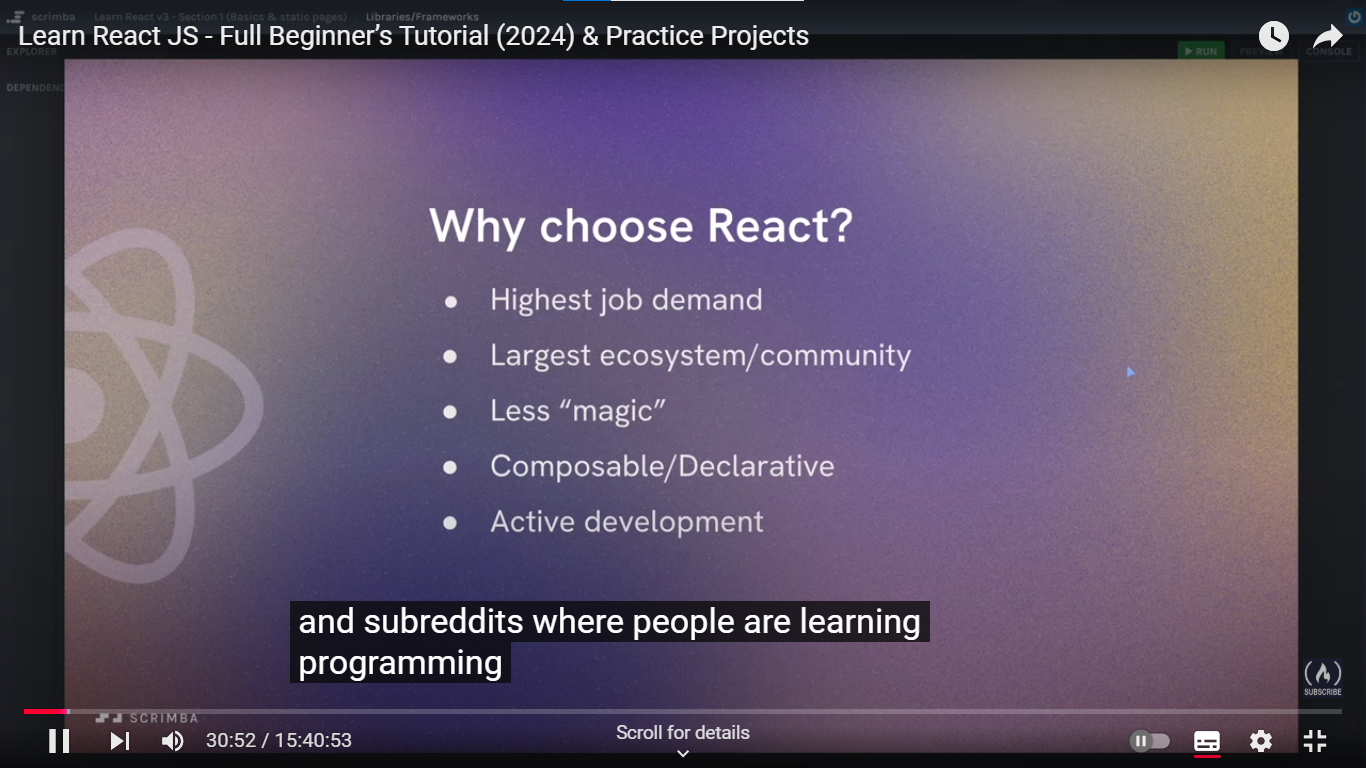 scrimba Learn React v3 - Section 1 (Basics & static pages) Libraries/Frameworks
Learn React JS - Full Beginner’s Tutorial (2024) & Practice Projects
EXPLORER
RUN
CONSOLE
Why choose React?
● Highest job demand
● Largest ecosystem/community
● Less “magic”
● Composable/Declarative
● Active development
and subreddits where people are learning
programming
SUBSCRIBE
SCRIMBA
30:52 / 15:40:53
Scroll for details